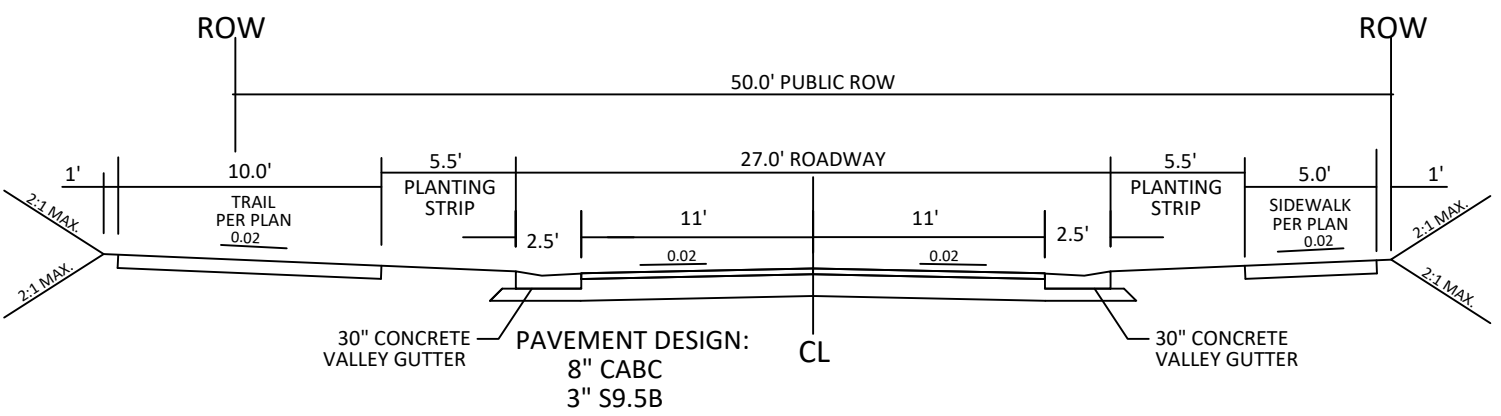 ROW
ROW
50.0' PUBLIC ROW
1'
10.0'
5.5'
27.0' ROADWAY
5.5'
5.0'
1'
TRAIL
PER PLAN
0.02
PLANTING
STRIP
PLANTING
STRIP
SIDEWALK
PER PLAN
0.02
2:1 MAX.
2:1 MAX.
2.5'
11'
11'
2.5'
0.02
0.02
2:1 MAX.
2:1 MAX.
30" CONCRETE
VALLEY GUTTER
PAVEMENT DESIGN:
8" CABC
3" S9.5B
CL
30" CONCRETE
VALLEY GUTTER